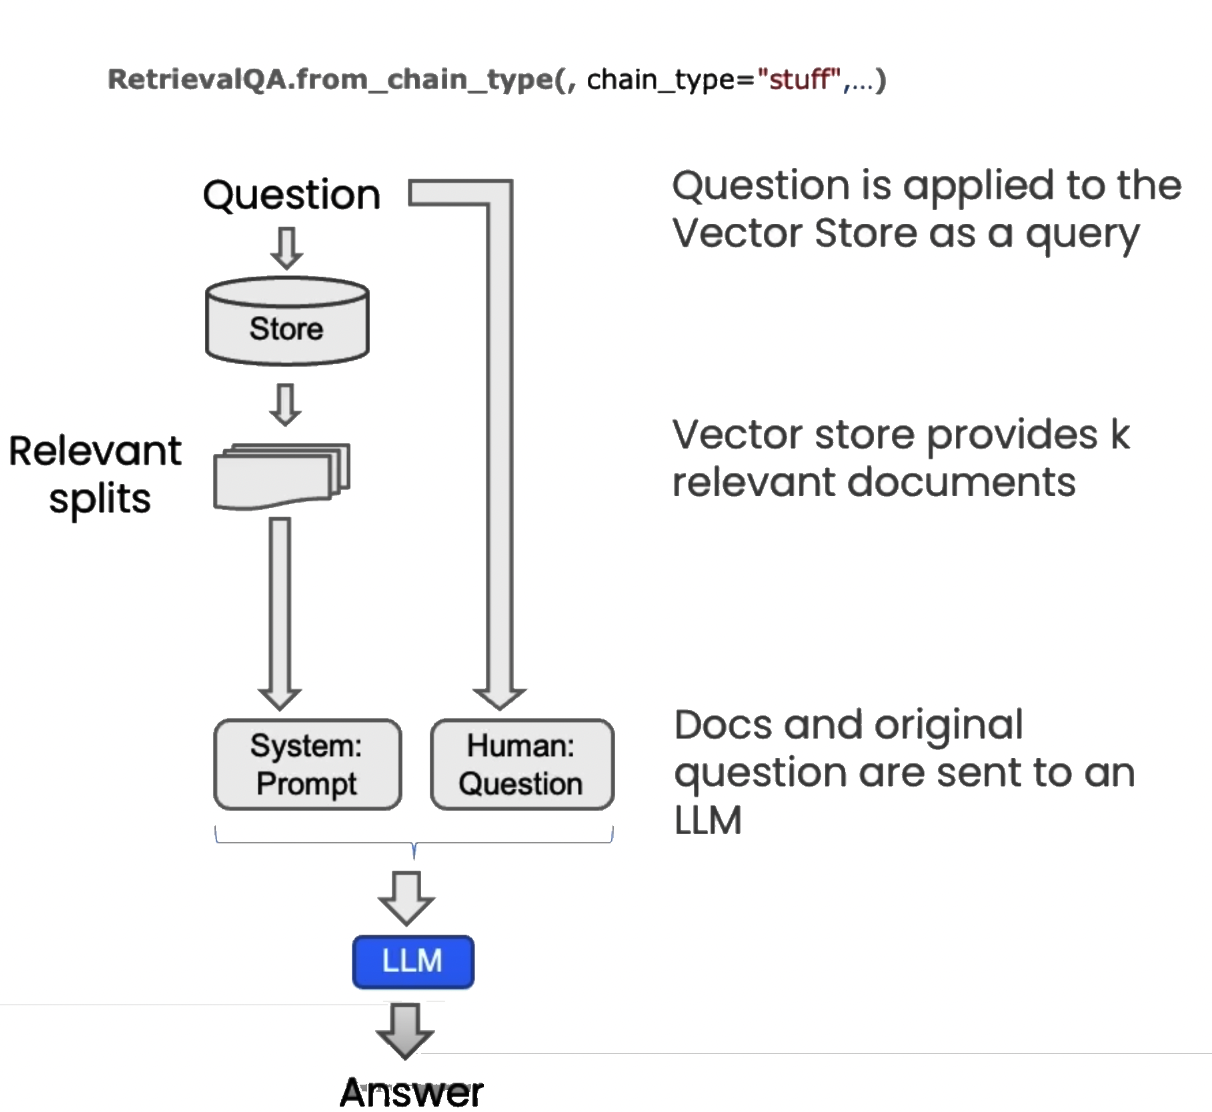 RetrievalQA.from_chain_type(, chain_type="stuff",...)
Question
Question is applied to the
Vector Store as a query
Store
Relevant
splits
Vector store provides k
relevant documents
System:
Prompt
Human:
Question
Docs and original
question are sent to an
LLM
LLM
Answer